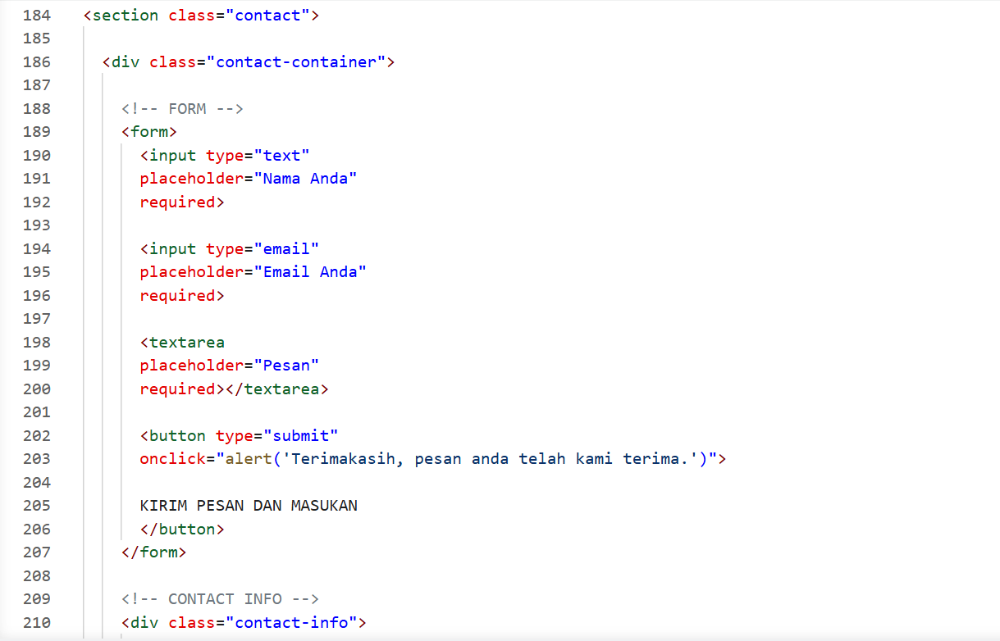 184 <section class="contact">
185
186 <div class="contact-container">
187
188 <!-- FORM -->
189 <form>
190 <input type="text"
191 placeholder="Nama Anda"
192 required>
193
194 <input type="email"
195 placeholder="Email Anda"
196 required>
197
198 <textarea
199 placeholder="Pesan"
200 required></textarea>
201
202 <button type="submit"
203 onclick="alert('Terimakasih, pesan anda telah kami terima.')">
204
205 KIRIM PESAN DAN MASUKAN
206 </button>
207 </form>
208
209 <!-- CONTACT INFO -->
210 <div class="contact-info">